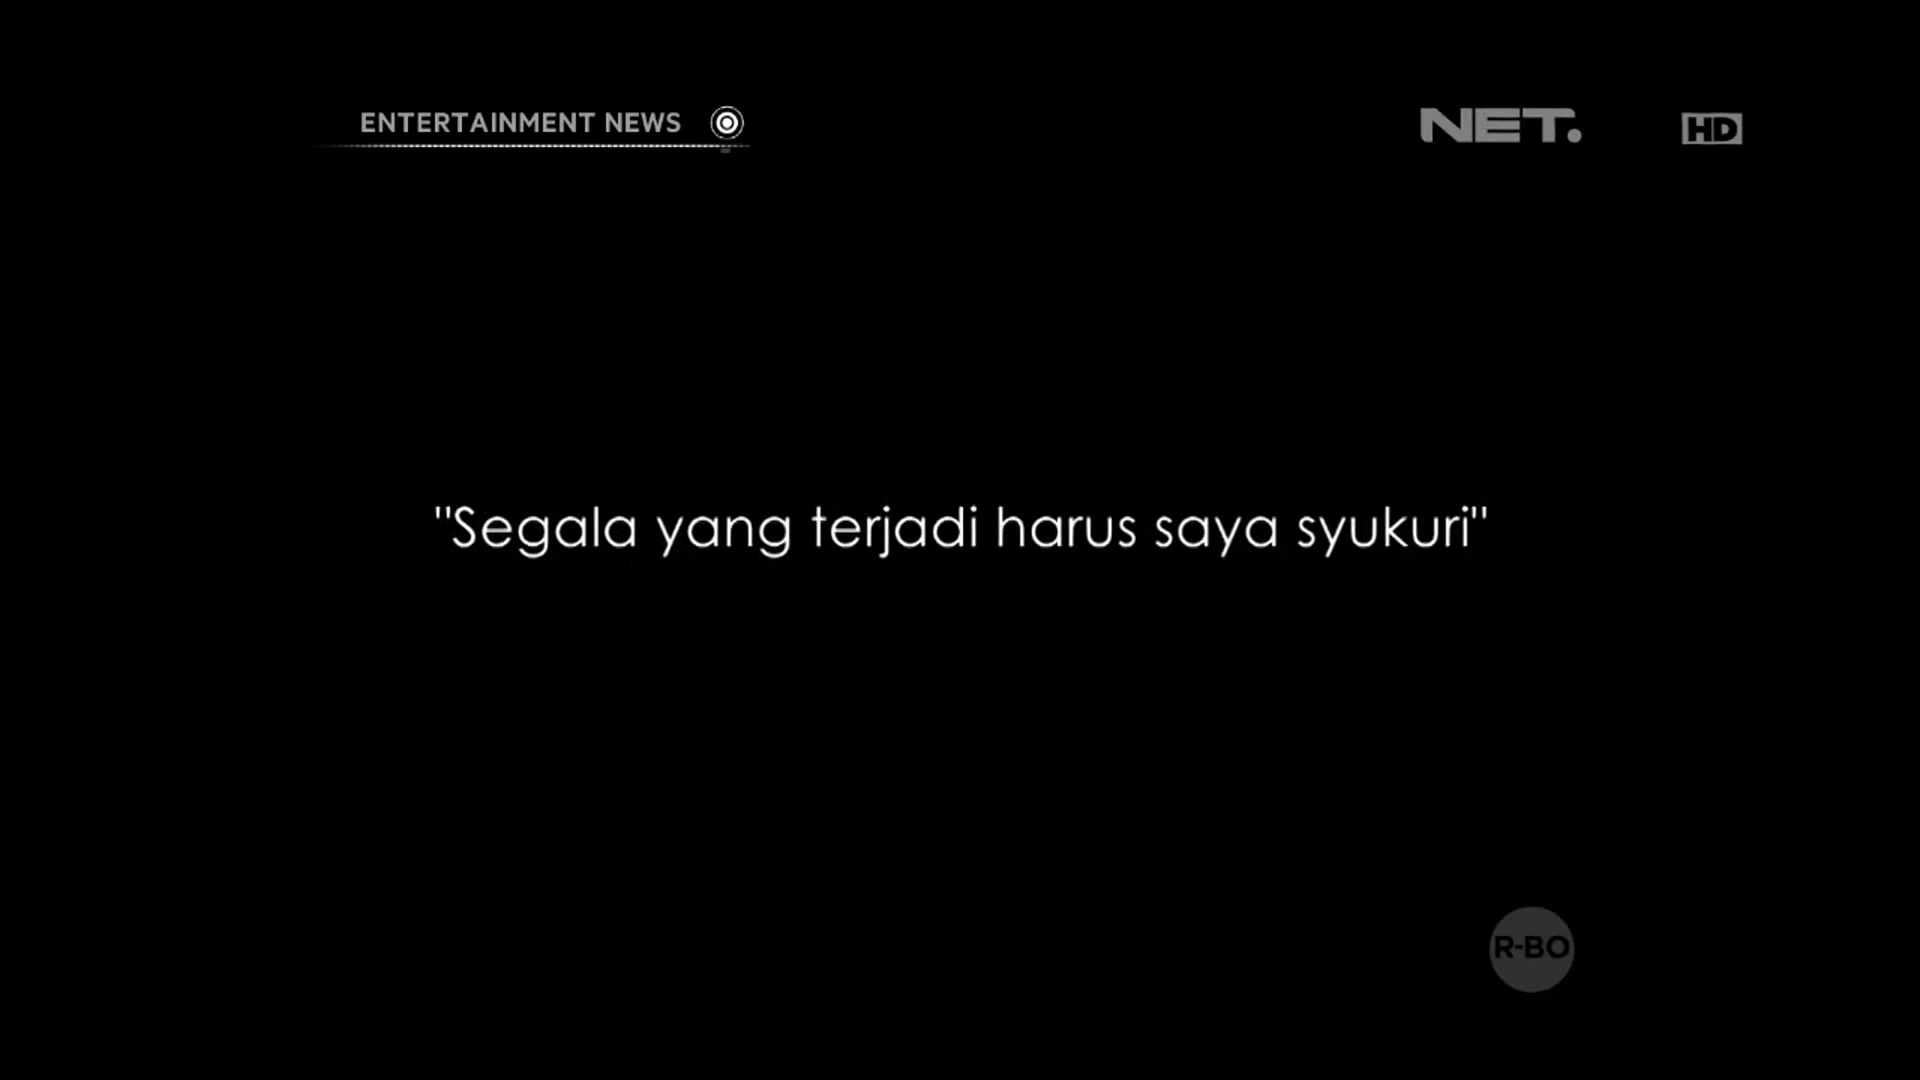 ENTERTAINMENT NEWS
NET.
HD
"Segala yang terjadi harus saya syukuri"
R-BO